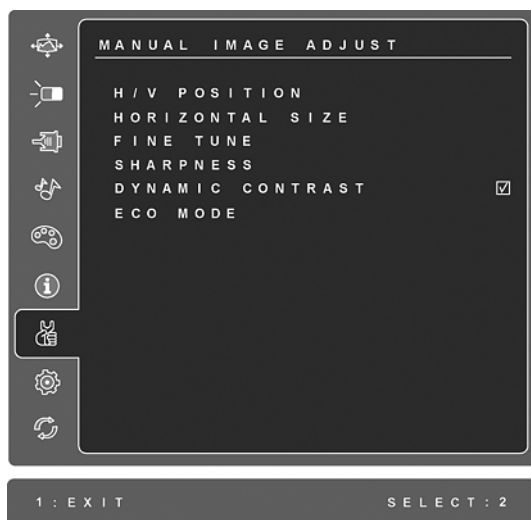 MANUAL IMAGE ADJUST
H/V POSITION
HORIZONTAL SIZE
FINE TUNE
SHARPNESS
DYNAMIC CONTRAST
ECO MODE
1:EXIT
SELECT:2